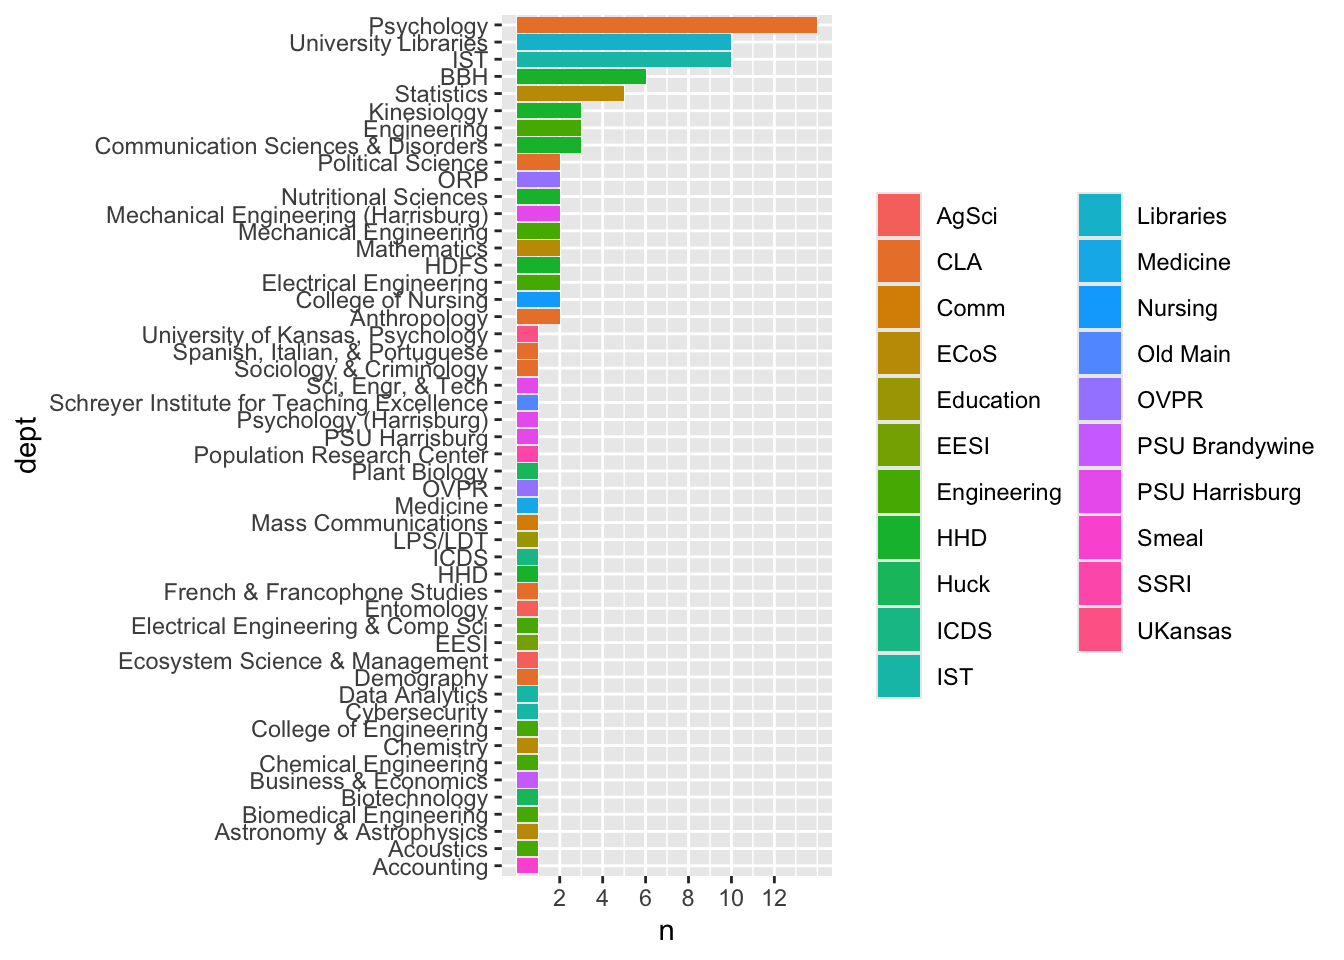 Psychology
University Libraries
IST
BBH
Statistics
Kinesiology
Engineering
Communication Sciences & Disorders
Political Science
ORP
Nutritional Sciences
Mechanical Engineering (Harrisburg)
Mechanical Engineering
Mathematics
HDFS
Electrical Engineering
College of Nursing
Anthropology
University of Kansas, Psychology
Spanish, Italian, & Portuguese
Sociology & Criminology
Sci, Engr, & Tech
Schreyer Institute for Teaching Excellence
Psychology (Harrisburg)
PSU Harrisburg
Population Research Center
Plant Biology
OVPR
Medicine
Mass Communications
LPS/LDT
ICDS
HHD
French & Francophone Studies
Entomology
Electrical Engineering & Comp Sci
EESI
Ecosystem Science & Management
Demography
Data Analytics
Cybersecurity
College of Engineering
Chemistry
Chemical Engineering
Business & Economics
Biotechnology
Biomedical Engineering
Astronomy & Astrophysics
Acoustics
Accounting
dept
2 4 6 8 10 12
n
AgSci
CLA
Comm
ECoS
Education
EESI
Engineering
HHD
Huck
ICDS
IST
Libraries
Medicine
Nursing
Old Main
OVPR
PSU Brandywine
PSU Harrisburg
Smeal
SSRI
UKansas